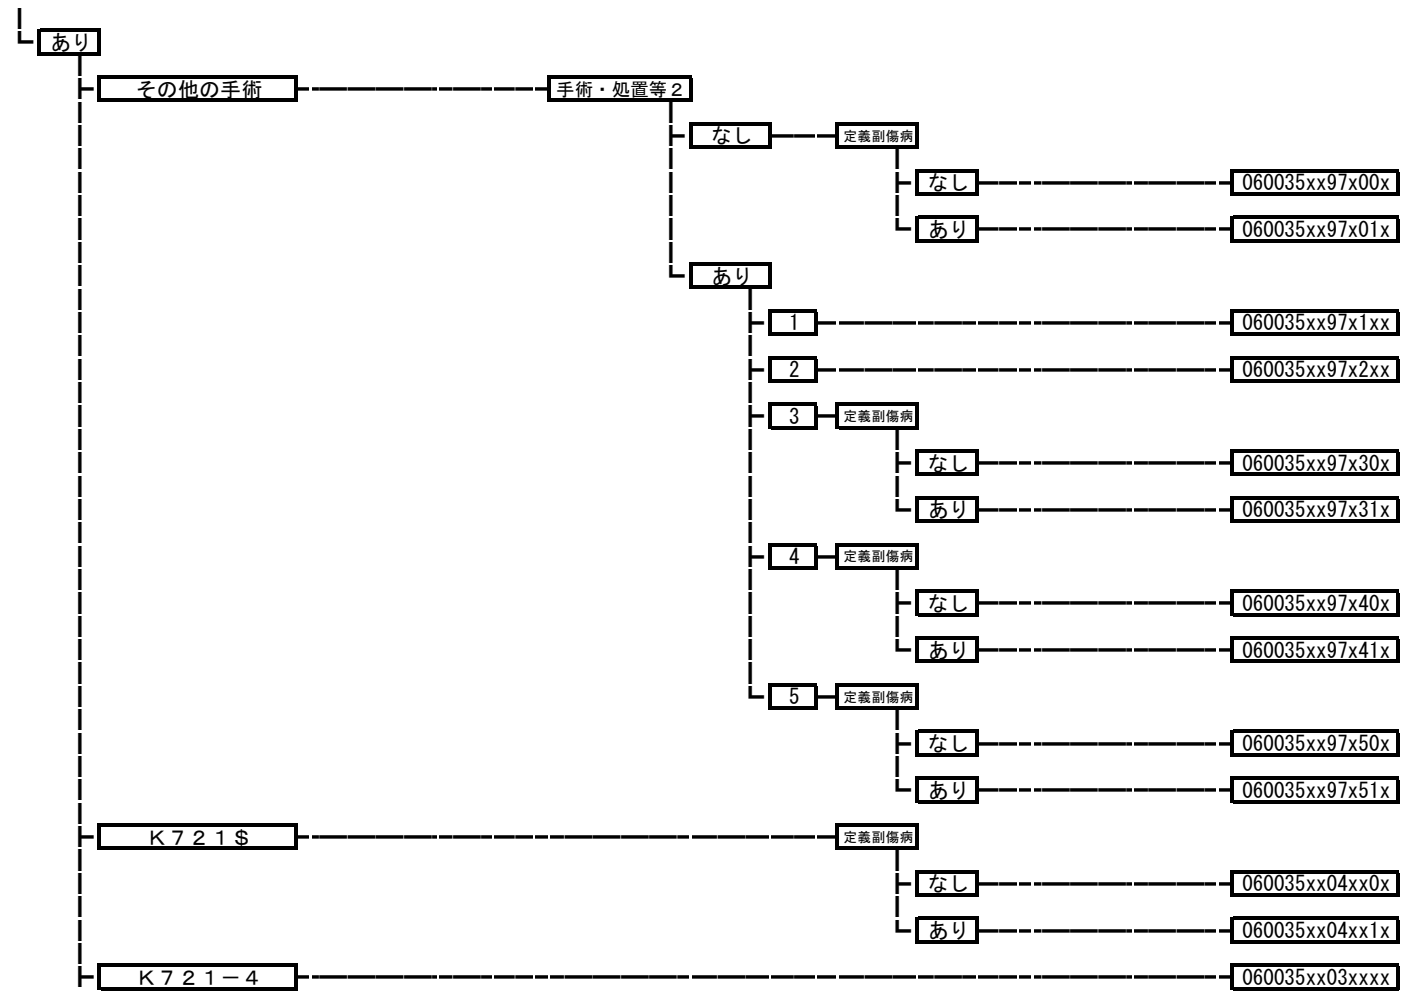 あり
その他の手術 手術・処置等２
なし 定義副傷病
なし 060035xx97x00x
あり 060035xx97x01x
あり
1 060035xx97x1xx
2 060035xx97x2xx
3 定義副傷病
なし 060035xx97x30x
あり 060035xx97x31x
4 定義副傷病
なし 060035xx97x40x
あり 060035xx97x41x
5 定義副傷病
なし 060035xx97x50x
あり 060035xx97x51x
Ｋ７２１＄ 定義副傷病
なし 060035xx04xx0x
あり 060035xx04xx1x
Ｋ７２１－４ 060035xx03xxxx